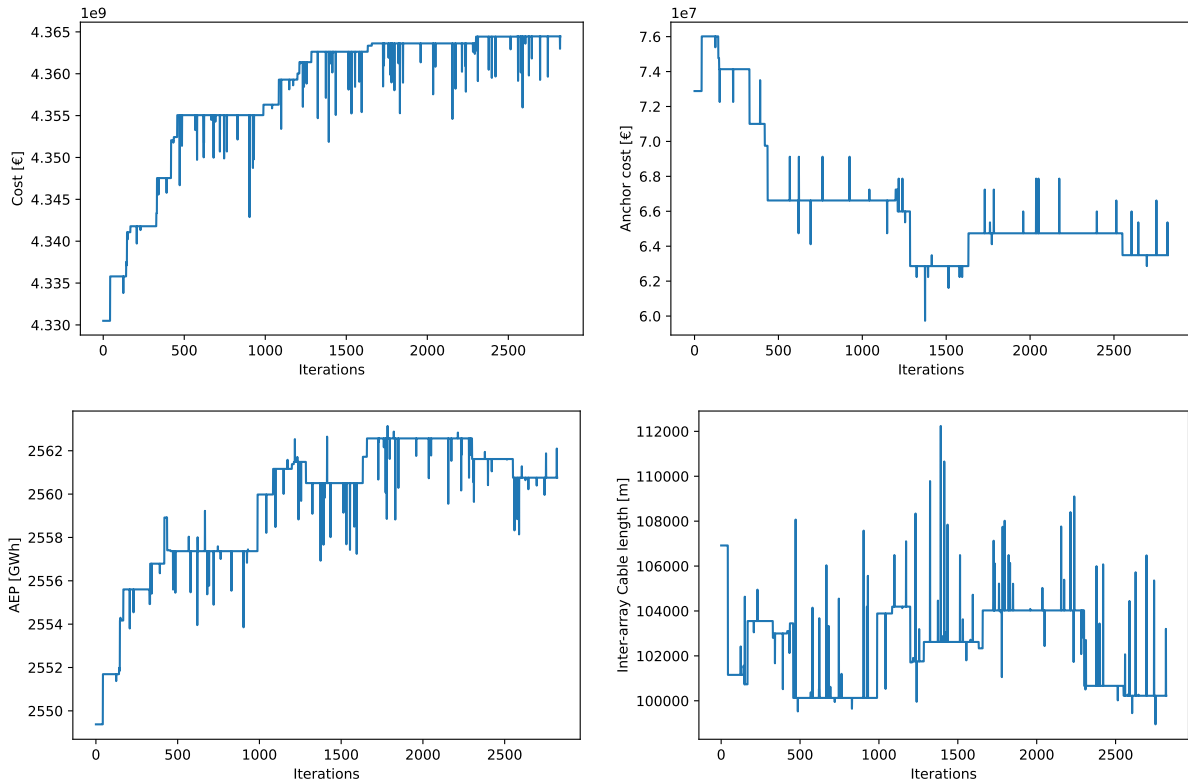 1e9
4.365
4.360
4.355
4.350
4.345
4.340
4.335
4.330
Cost [€]
0 500 1000 1500 2000 2500
Iterations
1e7
7.6
7.4
7.2
7.0
6.8
6.6
6.4
6.2
6.0
Anchor cost [€]
0 500 1000 1500 2000 2500
Iterations
2562
2560
2557
2556
2554
2552
2550
AEP [GWh]
0 500 1000 1500 2000 2500
Iterations
112000
110000
108000
106000
104000
102000
100000
Inter-array Cable length [m]
0 500 1000 1500 2000 2500
Iterations